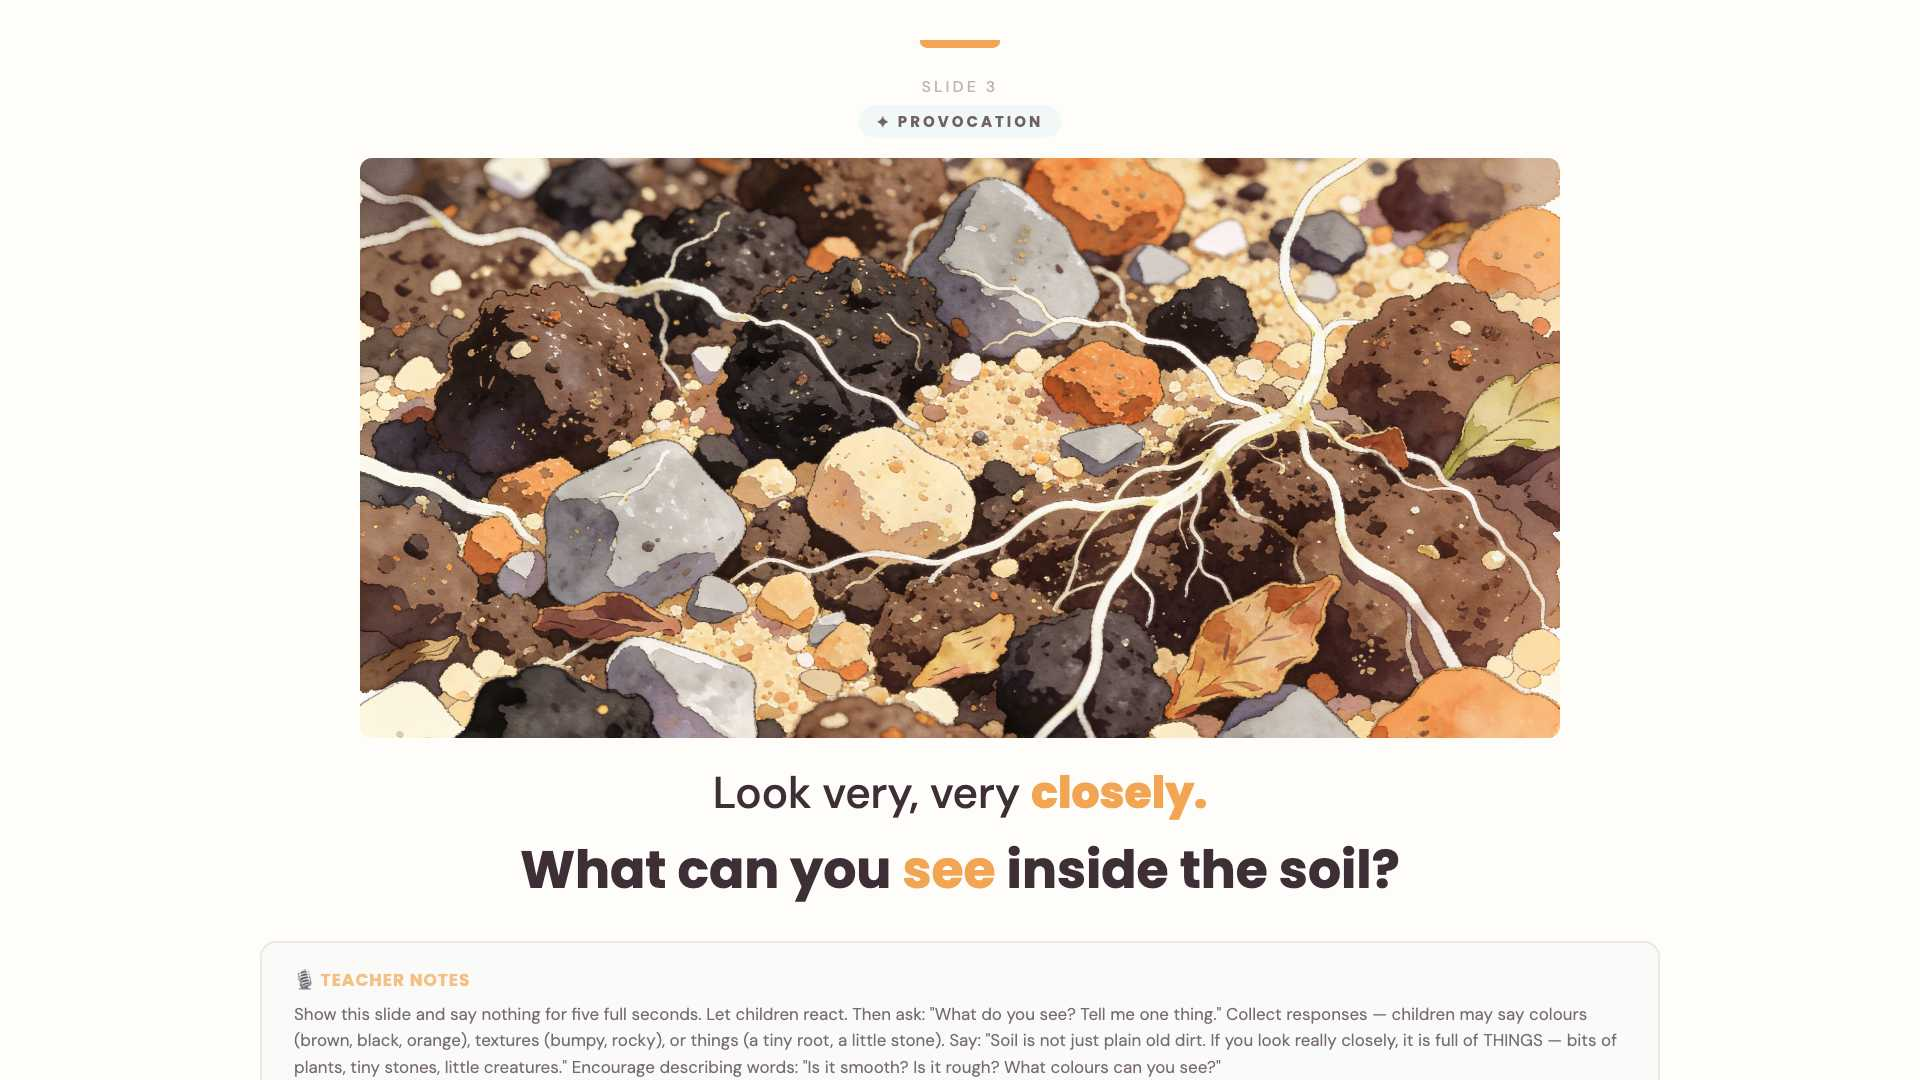 SLIDE 3
✦ PROVOCATION
Look very, very closely.
What can you see inside the soil?
🎙 TEACHER NOTES
Show this slide and say nothing for five full seconds. Let children react. Then ask: "What do you see? Tell me one thing." Collect responses — children may say colours
(brown, black, orange), textures (bumpy, rocky), or things (a tiny root, a little stone). Say: "Soil is not just plain old dirt. If you look really closely, it is full of THINGS — bits of
plants, tiny stones, little creatures." Encourage describing words: "Is it smooth? Is it rough? What colours can you see?"